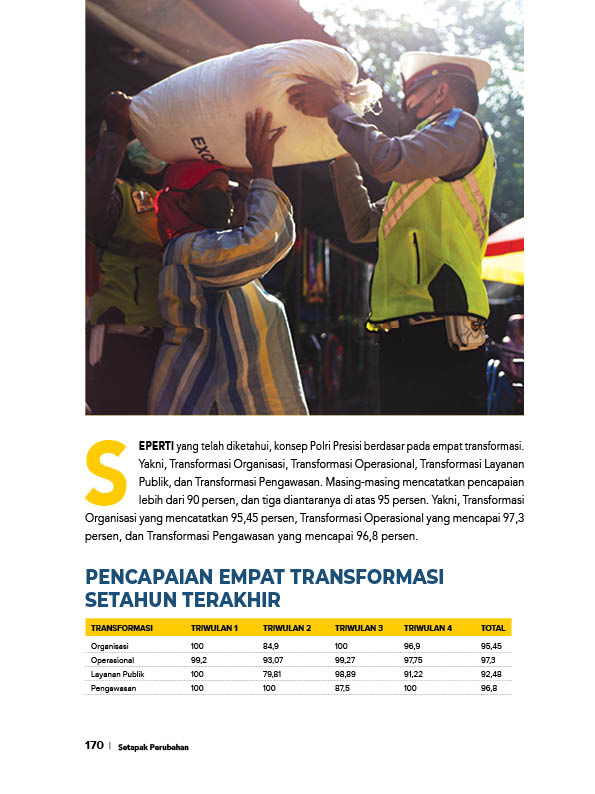 EXC
SEPERTI yang telah diketahui, konsep Polri Presisi berdasar pada empat transformasi.
Yakni, Transformasi Organisasi, Transformasi Operasional, Transformasi Layanan
Publik, dan Transformasi Pengawasan. Masing-masing mencatatkan pencapaian
lebih dari 90 persen, dan tiga diantaranya di atas 95 persen. Yakni, Transformasi
Organisasi yang mencatatkan 95,45 persen, Transformasi Operasional yang mencapai 97,3
persen, dan Transformasi Pengawasan yang mencapai 96,8 persen.
PENCAPAIAN EMPAT TRANSFORMASI
SETAHUN TERAKHIR
TRANSFORMASI TRIWULAN 1 TRIWULAN 2 TRIWULAN 3 TRIWULAN 4 TOTAL
Organisasi 100 84,9 100 96,9 95,45
Operasional 99,2 93,07 99,27 97,75 97,3
Layanan Publik 100 79,81 98,89 91,22 92,48
Pengawasan 100 100 87,5 100 96,8
170 | Setapak Perubahan